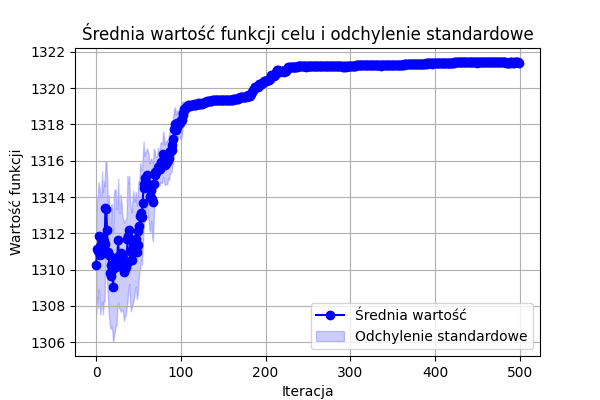 Średnia wartość funkcji celu i odchylenie standardowe
1322
1320
1318
1316
1314
1312
1310
1308
1306
Wartość funkcji
Średnia wartość
Odchylenie standardowe
0 100 200 300 400 500
Iteracja